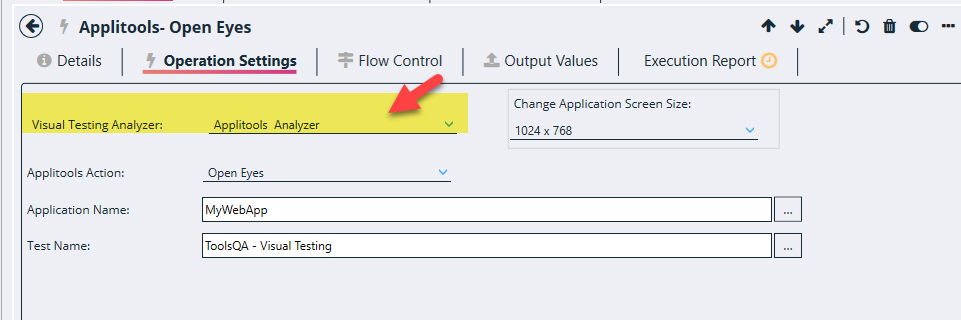 Applitools- Open Eyes
Details Operation Settings Flow Control Output Values Execution Report
Visual Testing Analyzer: Applitools Analyzer
Change Application Screen Size:
1024 x 768
Applitools Action: Open Eyes
Application Name: MyWebApp ...
Test Name: ToolsQA - Visual Testing ...